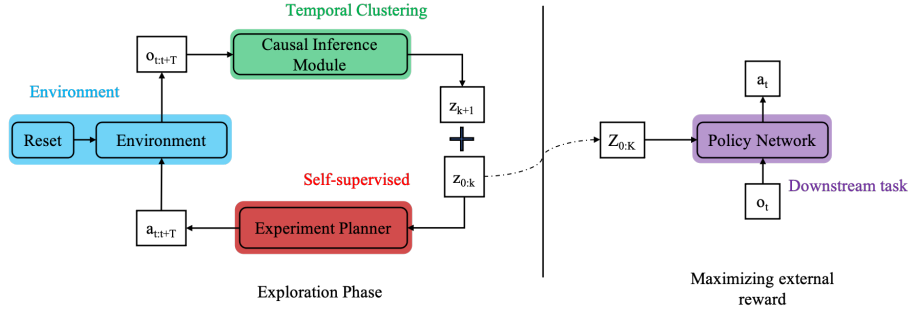 Temporal Clustering
o_{t:t+T}
Causal Inference
Module
Environment
Reset
Environment
z_{k+1}
+
z_{0:k}
Self-supervised
a_{t:t+T}
Experiment Planner
Exploration Phase
a_t
Z_{0:K}
Policy Network
Downstream task
o_t
Maximizing external
reward